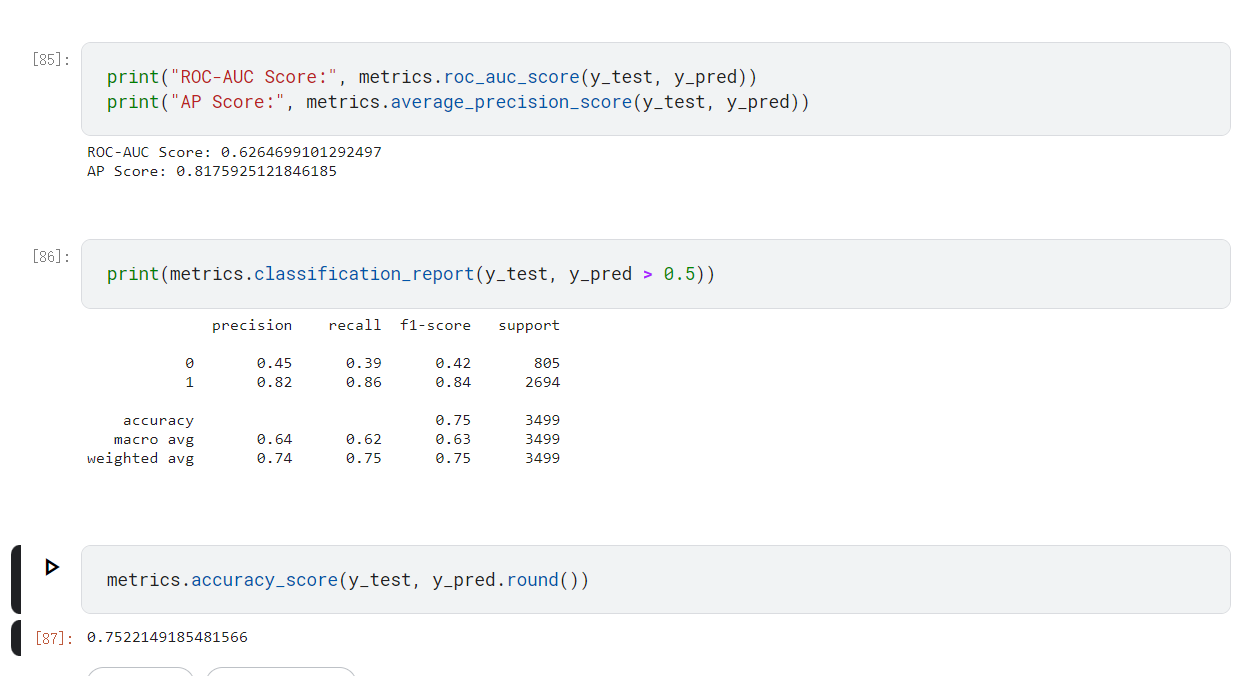 [85]:
print("ROC-AUC Score:", metrics.roc_auc_score(y_test, y_pred))
print("AP Score:", metrics.average_precision_score(y_test, y_pred))
ROC-AUC Score: 0.6264699101292497
AP Score: 0.8175925121846185
[86]:
print(metrics.classification_report(y_test, y_pred > 0.5))
precision recall f1-score support
0 0.45 0.39 0.42 805
1 0.82 0.86 0.84 2694
accuracy 0.75 3499
macro avg 0.64 0.62 0.63 3499
weighted avg 0.74 0.75 0.75 3499
metrics.accuracy_score(y_test, y_pred.round())
[87]: 0.7522149185481566